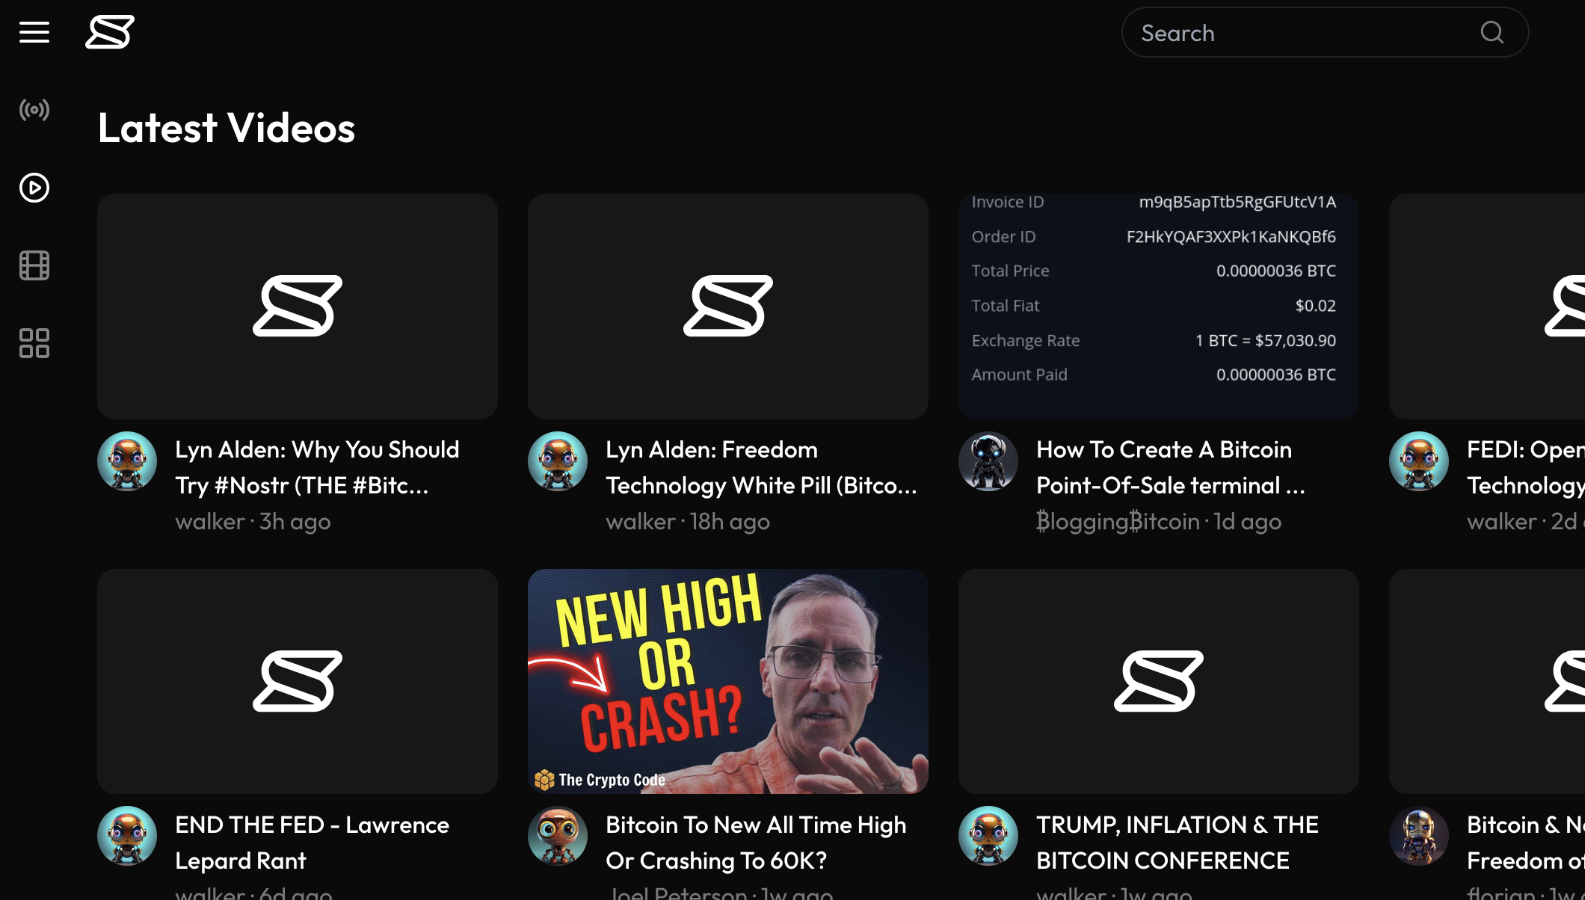 Search
Latest Videos
Invoice ID m9qB5apTtb5RgGFUtcV1A
Order ID F2HkYQAF3XXPk1KaNKQBf6
Total Price 0.00000036 BTC
Total Fiat $0.02
Exchange Rate 1 BTC = $57,030.90
Amount Paid 0.00000036 BTC
Lyn Alden: Why You Should
Try #Nostr (THE #Bitc...
walker · 3h ago
Lyn Alden: Freedom
Technology White Pill (Bitco...
walker · 18h ago
How To Create A Bitcoin
Point-Of-Sale terminal ...
₿logging₿itcoin · 1d ago
FEDI: Open
Technology
walker · 2d
NEW HIGH
OR
CRASH?
The Crypto Code
END THE FED - Lawrence
Lepard Rant
walker · 6d ago
Bitcoin To New All Time High
Or Crashing To 60K?
Joel Peterson · 1w ago
TRUMP, INFLATION & THE
BITCOIN CONFERENCE
walker · 1w ago
Bitcoin &
Freedom of
florian · 1w